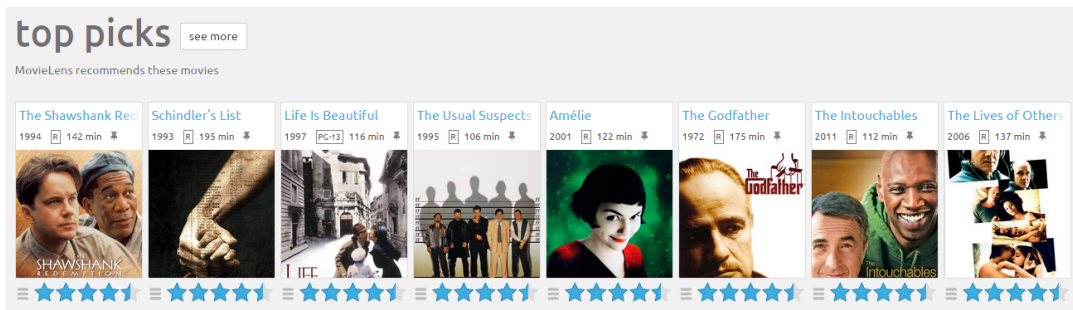 top picks see more
MovieLens recommends these movies
The Shawshank Red
1994 R 142 min
SHAWSHANK
REDEMPTION
Schindler's List
1993 R 195 min
Life Is Beautiful
1997 PG-13 116 min
LIFE
The Usual Suspects
1995 R 106 min
Amélie
2001 R 122 min
The Godfather
1972 R 175 min
The
Godfather
The Intouchables
2011 R 112 min
The
Intouchables
The Lives of Others
2006 R 137 min